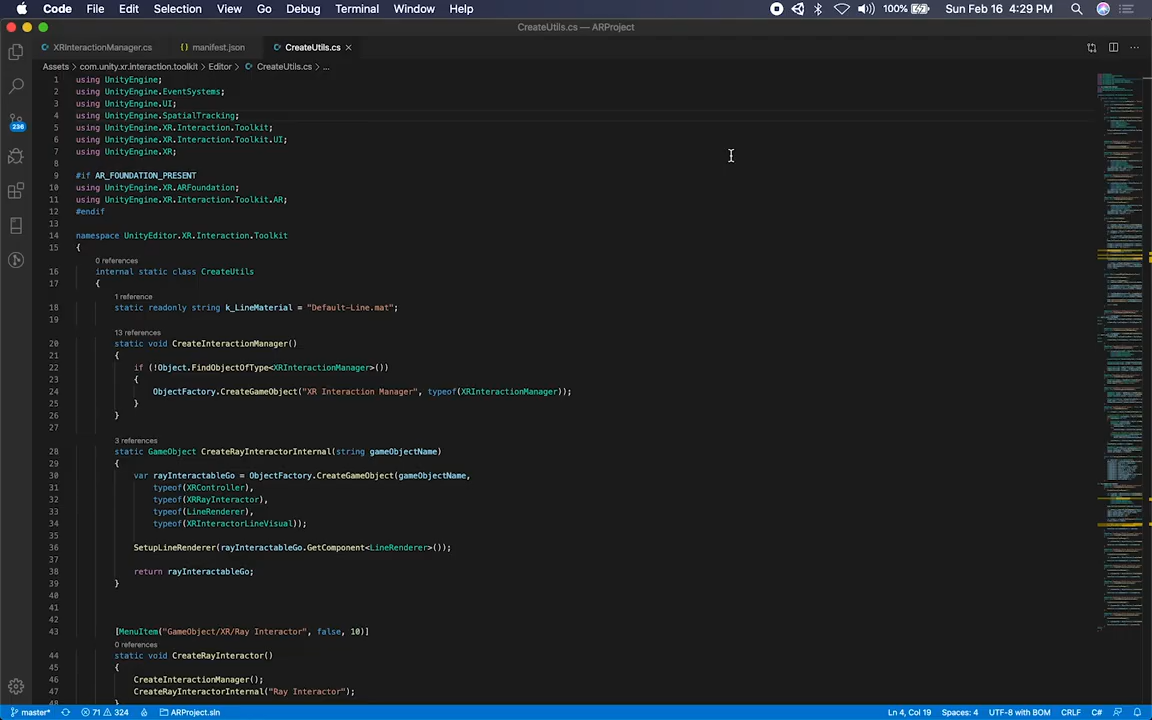 Code File Edit Selection View Go Debug Terminal Window Help 100% Sun Feb 16 4:29 PM
CreateUtils.cs — ARProject
XRInteractionManager.cs {} manifest.json CreateUtils.cs ×
Assets > com.unity.xr.interaction.toolkit > Editor > CreateUtils.cs > ...
236
1 using UnityEngine;
2 using UnityEngine.EventSystems;
3 using UnityEngine.UI;
4 using UnityEngine.SpatialTracking;
5 using UnityEngine.XR.Interaction.Toolkit;
6 using UnityEngine.XR.Interaction.Toolkit.UI;
7 using UnityEngine.XR;
8
9 #if AR_FOUNDATION_PRESENT
10 using UnityEngine.XR.ARFoundation;
11 using UnityEngine.XR.Interaction.Toolkit.AR;
12 #endif
13
14 namespace UnityEditor.XR.Interaction.Toolkit
15 {
0 references
16 internal static class CreateUtils
17 {
1 reference
18 static readonly string k_LineMaterial = "Default-Line.mat";
19
13 references
20 static void CreateInteractionManager()
21 {
22 if (!Object.FindObjectOfType<XRInteractionManager>())
23 {
24 ObjectFactory.CreateGameObject("XR Interaction Manager", typeof(XRInteractionManager));
25 }
26 }
27
3 references
28 static GameObject CreateRayInteractorInternal(string gameObjectName)
29 {
30 var rayInteractableGo = ObjectFactory.CreateGameObject(gameObjectName,
31 typeof(XRController),
32 typeof(XRRayInteractor),
33 typeof(LineRenderer),
34 typeof(XRInteractorLineVisual));
35
36 SetupLineRenderer(rayInteractableGo.GetComponent<LineRenderer>());
37
38 return rayInteractableGo;
39 }
40
41
42
43 [MenuItem("GameObject/XR/Ray Interactor", false, 10)]
0 references
44 static void CreateRayInteractor()
45 {
46 CreateInteractionManager();
47 CreateRayInteractorInternal("Ray Interactor");
48 }
master* 71 324 ARProject.sln Ln 4, Col 19 Spaces: 4 UTF-8 with BOM CRLF C#